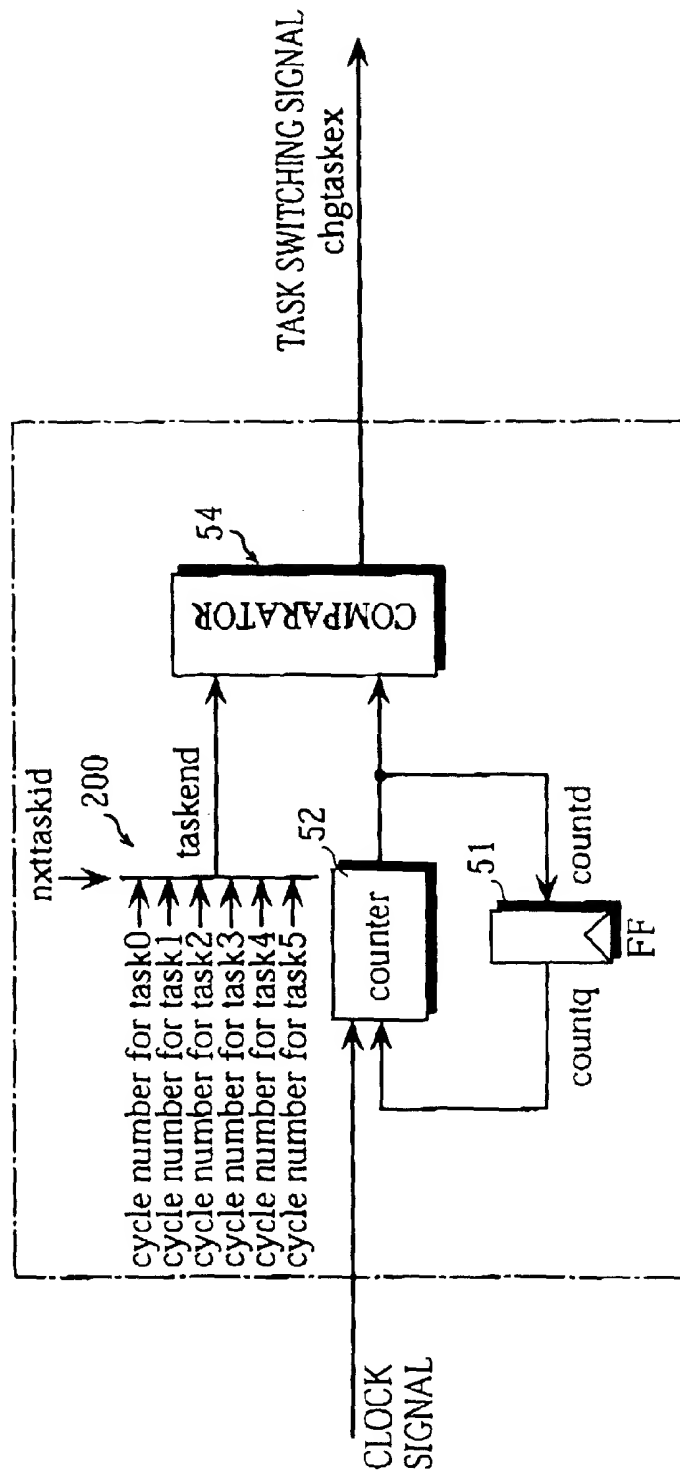 nxttaskid
200
cycle number for task0
cycle number for task1
cycle number for task2
cycle number for task3
cycle number for task4
cycle number for task5
taskend
54
COMPARATOR
TASK SWITCHING SIGNAL
chgtaskex
CLOCK
SIGNAL
52
counter
51
countd
countq
FF